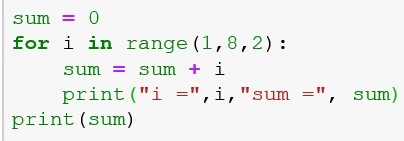 sum = 0
for i in range(1,8,2):
    sum = sum + i
    print("i =",i,"sum =", sum)
print(sum)